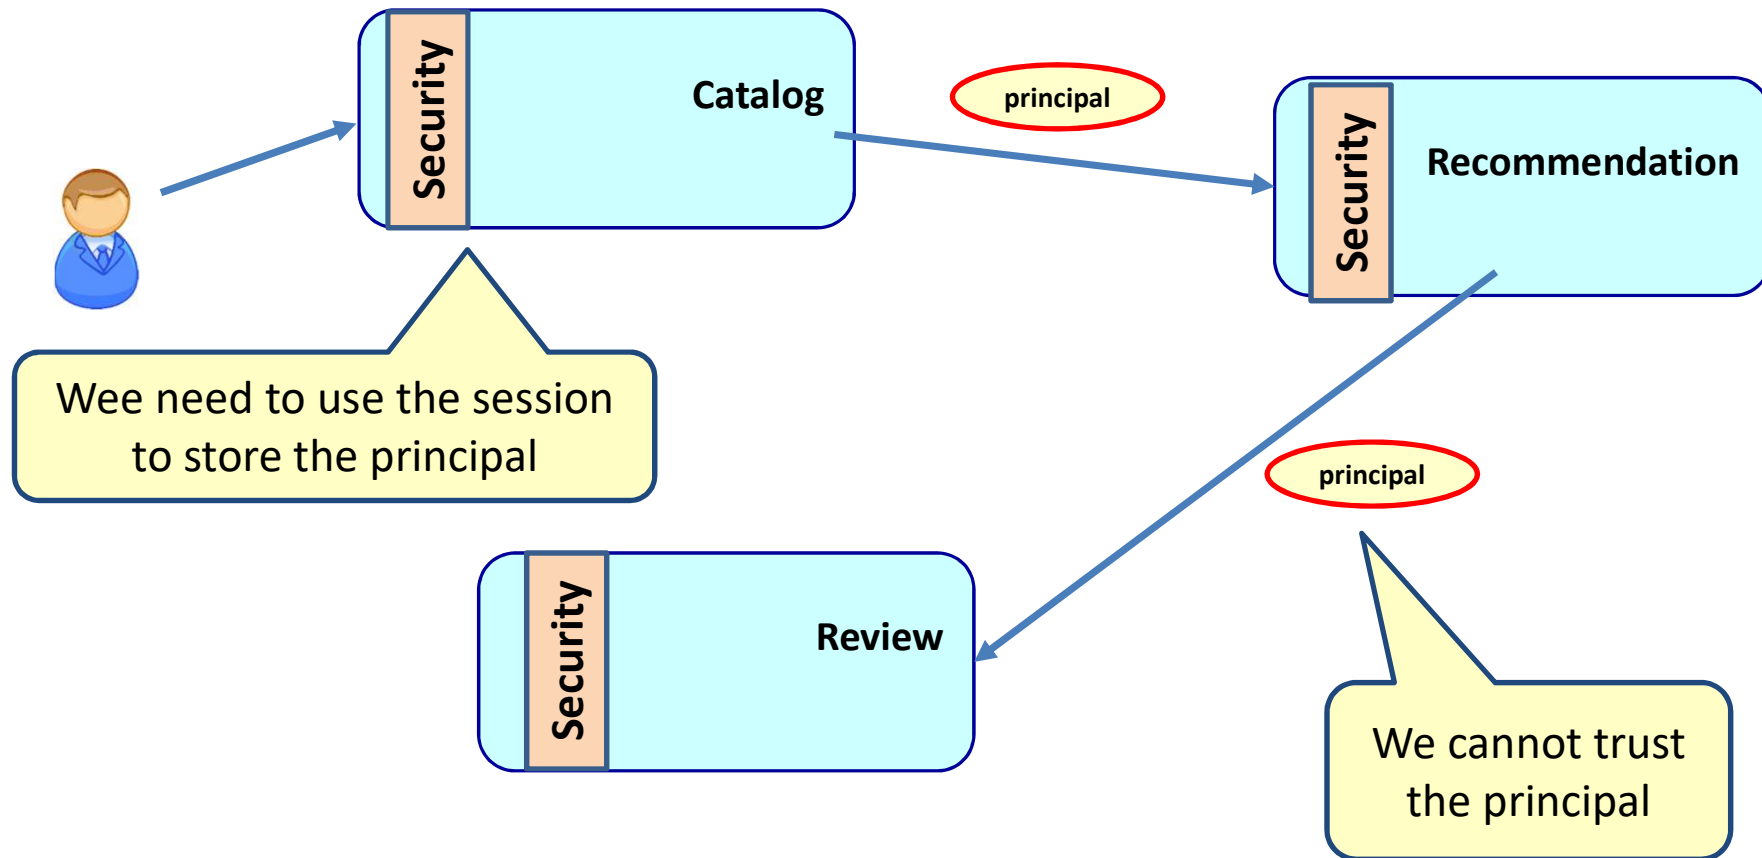 Security
Catalog
principal
Security
Recommendation
Wee need to use the session
to store the principal
principal
Security
Review
We cannot trust
the principal